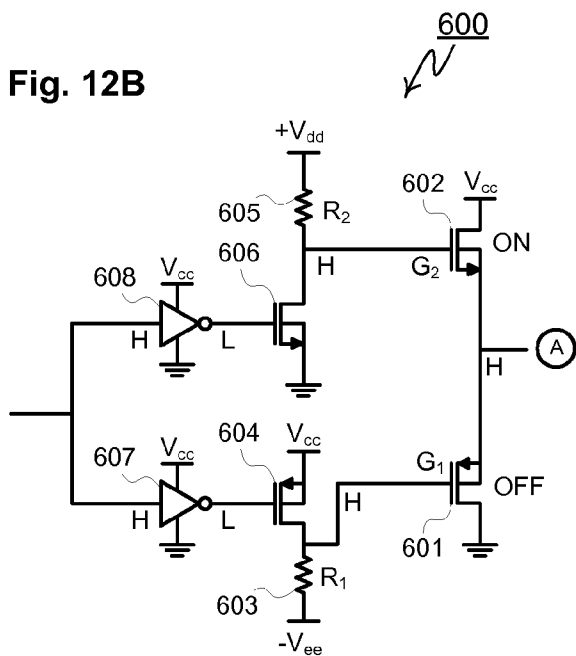 600
Fig. 12B
+Vdd
605
R2
602
Vcc
606
H
G2
ON
608
Vcc
H
L
H
A
607
Vcc
604
Vcc
H
L
H
G1
OFF
601
603
R1
-Vee